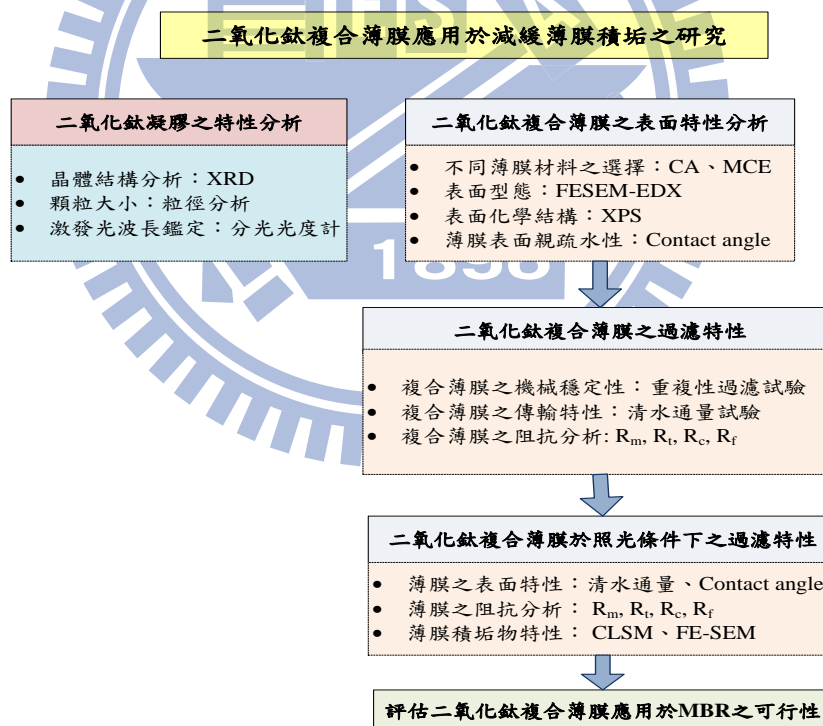 二氧化鈦複合薄膜應用於減緩薄膜積垢之研究
二氧化鈦凝膠之特性分析
• 晶體結構分析：XRD
• 顆粒大小：粒徑分析
• 激發光波長鑑定：分光光度計
二氧化鈦複合薄膜之表面特性分析
• 不同薄膜材料之選擇：CA、MCE
• 表面型態：FESEM-EDX
• 表面化學結構：XPS
• 薄膜表面親疏水性：Contact angle
1896
二氧化鈦複合薄膜之過濾特性
• 複合薄膜之機械穩定性：重複性過濾試驗
• 複合薄膜之傳輸特性：清水通量試驗
• 複合薄膜之阻抗分析: Rm, Rt, Rc, Rf
二氧化鈦複合薄膜於照光條件下之過濾特性
• 薄膜之表面特性：清水通量、Contact angle
• 薄膜之阻抗分析： Rm, Rt, Rc, Rf
• 薄膜積垢物特性： CLSM、FE-SEM
評估二氧化鈦複合薄膜應用於MBR之可行性